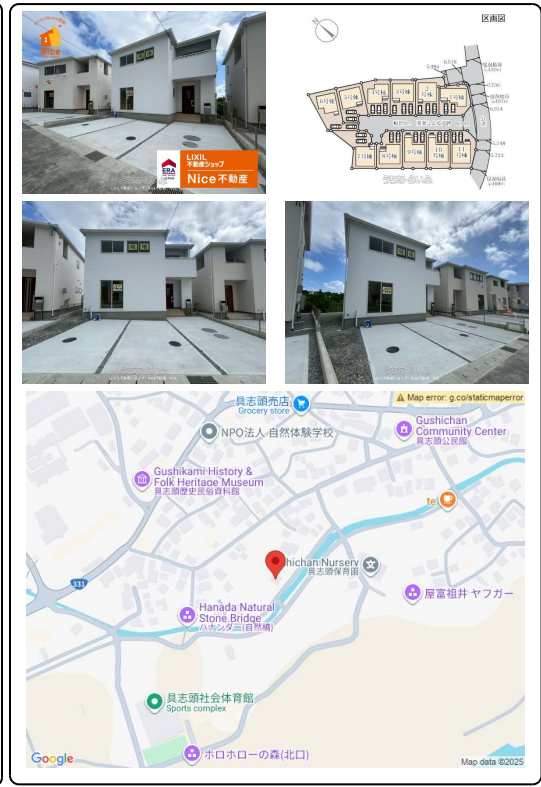 Nice
ERA
LIXIL
不動産ショップ
Nice不動産
区画図
6号棟
5号棟
4号棟
3号棟
2
号棟
1号棟
7号棟
8号棟
9号棟
10
号棟
11
号棟
具志頭売店
Grocery store
Map error: g.co/staticmaperror
NPO法人 自然体験学校
Gushichan
Community Center
具志頭公民館
Gushikami History &
Folk Heritage Museum
具志頭歴史民俗資料館
te
hichan Nursery
具志頭保育園
331
屋富祖井 ヤフガー
Hanada Natural
Stone Bridge
ハナンダー(自然橋)
具志頭社会体育館
Sports complex
ホロホローの森(北口)
Google
Map data ©2025